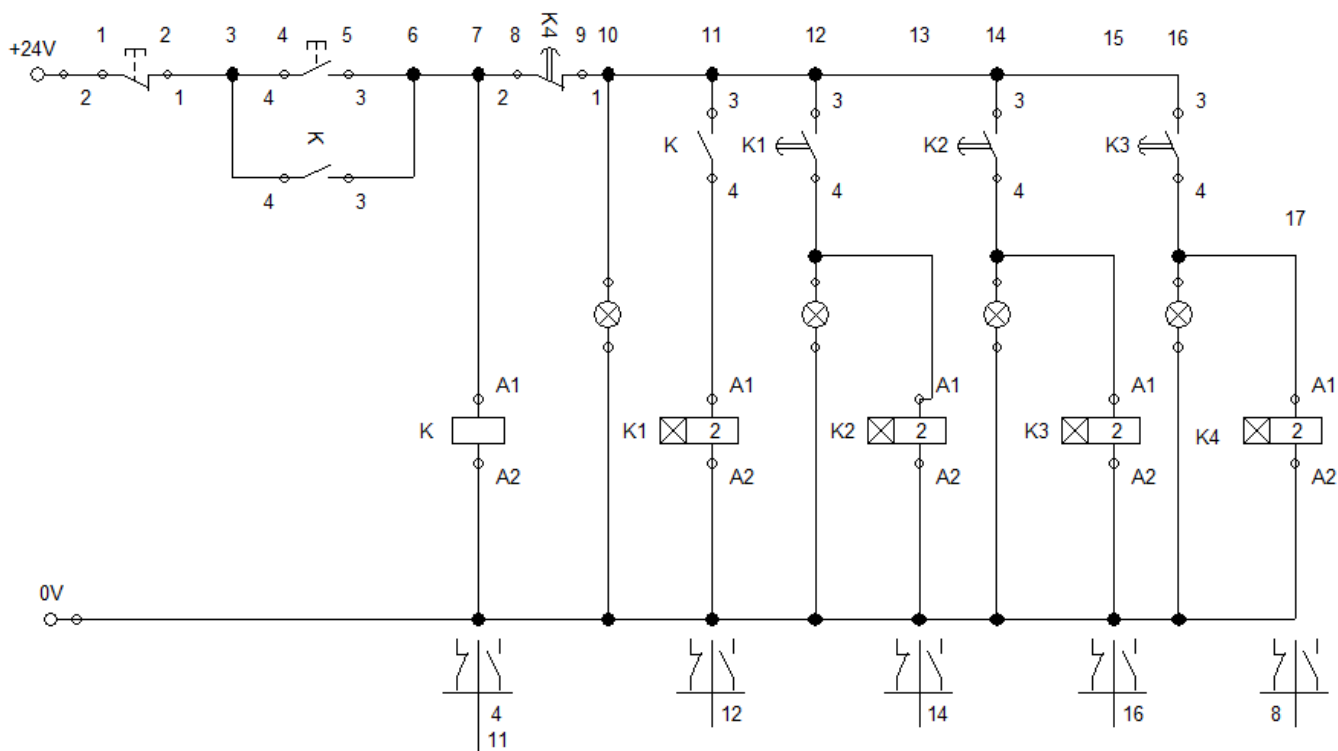 1 2 3 4 5 6 7 8 K4 9 10 11 12 13 14 15 16
+24V
2 1 4 3 2 1
3 3 3 3
K K K1 K2 K3
4 3 4 4 4 4
17
A1 A1 A1 A1 A1
K K1 2 K2 2 K3 2 K4 2
A2 A2 A2 A2 A2
0V
4 12 14 16 8
11